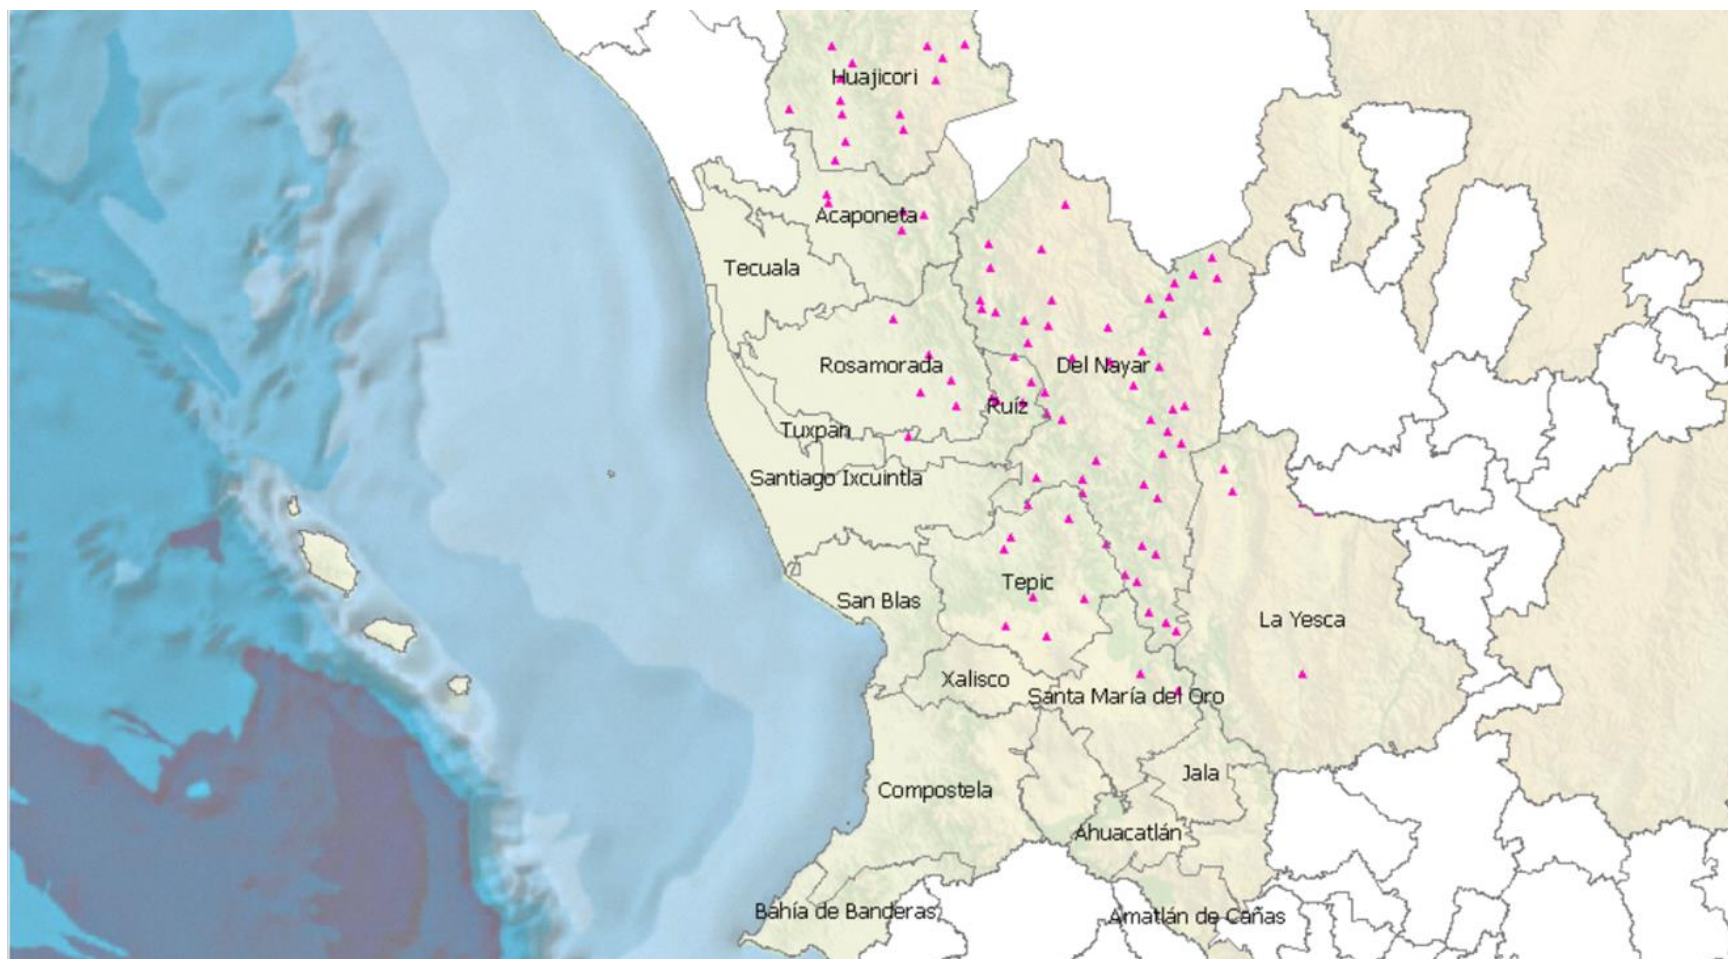 Huajicori
Acaponeta
Tecuala
Rosamorada
Del Nayar
Ruíz
Tuxpan
Santiago Ixcuintla
Tepic
San Blas
La Yesca
Xalisco
Santa María del Oro
Jala
Compostela
Ahuacatlán
Bahía de Banderas
Amatlán de Cañas